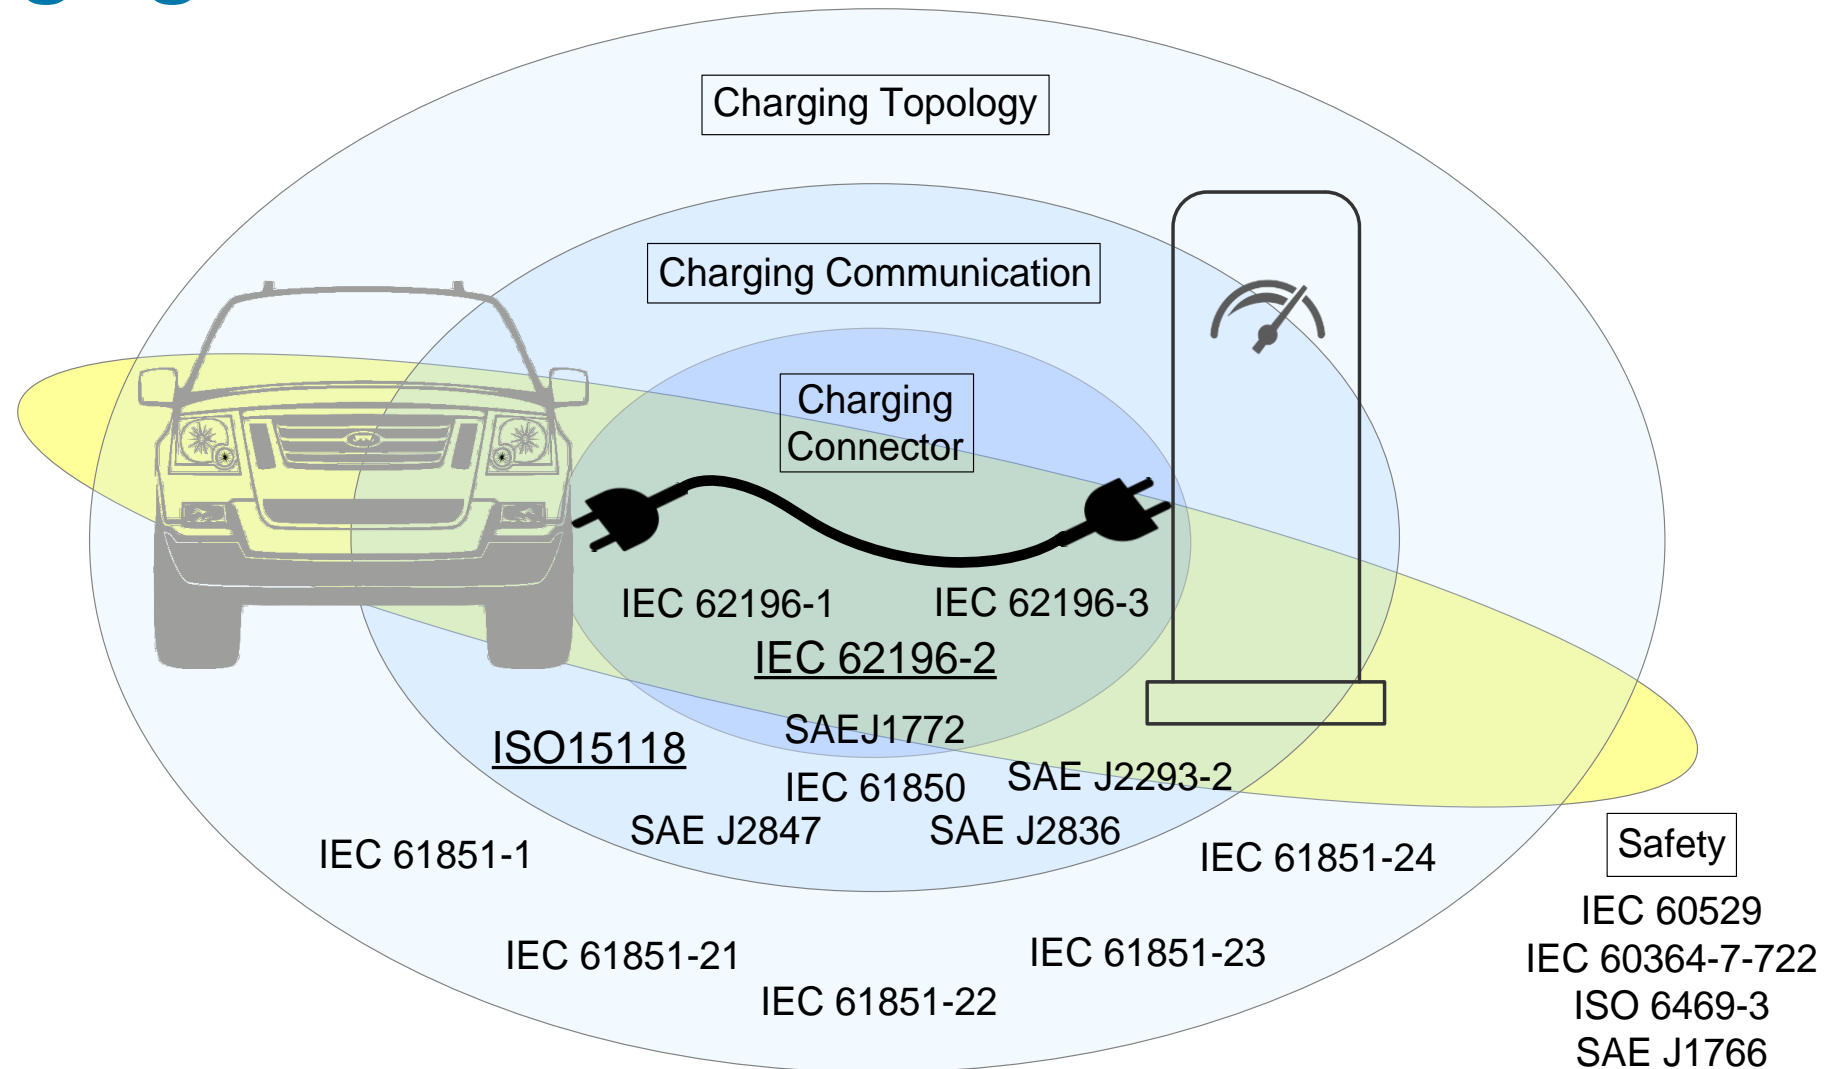 Charging Topology
Charging Communication
Charging
Connector
IEC 62196-1
IEC 62196-3
IEC 62196-2
SAEJ1772
ISO15118
IEC 61850
SAE J2293-2
SAE J2847
SAE J2836
IEC 61851-1
IEC 61851-24
IEC 61851-21
IEC 61851-23
IEC 61851-22
Safety
IEC 60529
IEC 60364-7-722
ISO 6469-3
SAE J1766